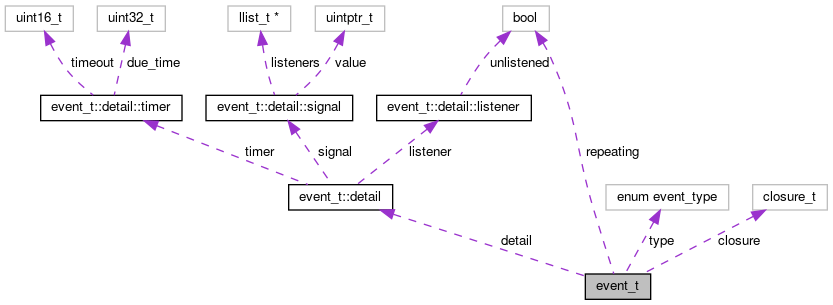 uint16_t
uint32_t
llist_t *
uintptr_t
bool
timeout
due_time
listeners
value
unlistened
event_t::detail::timer
event_t::detail::signal
event_t::detail::listener
timer
signal
listener
repeating
event_t::detail
enum event_type
closure_t
detail
type
closure
event_t